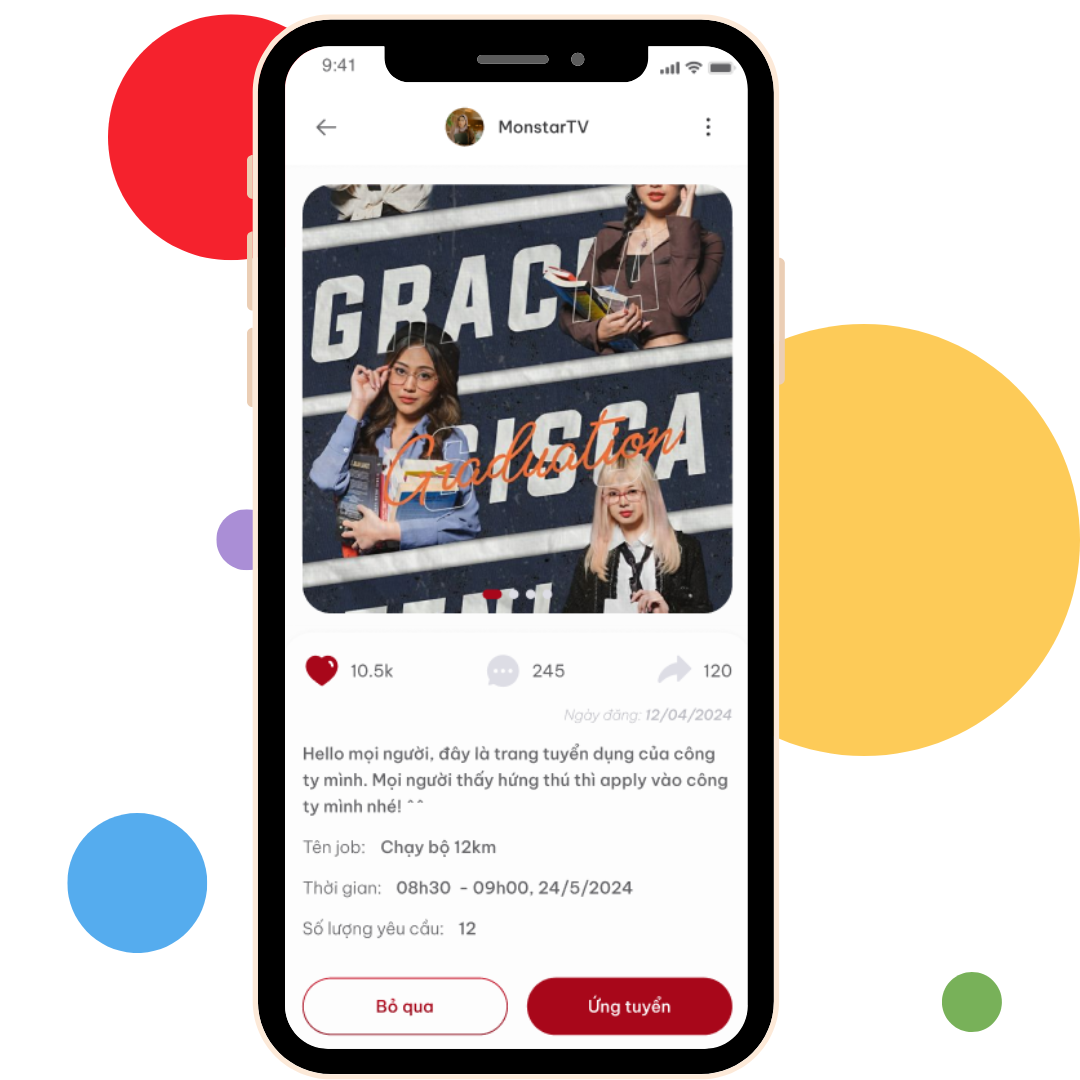 9:41
MonstarTV
GRACI
SISCA
Graduation
10.5k
245
120
Ngày đăng: 12/04/2024
Hello mọi người, đây là trang tuyển dụng của công
ty mình. Mọi người thấy hứng thú thì apply vào công
ty mình nhé! ^^
Tên job: Chạy bộ 12km
Thời gian: 08h30 - 09h00, 24/5/2024
Số lượng yêu cầu: 12
Bỏ qua
Ứng tuyển